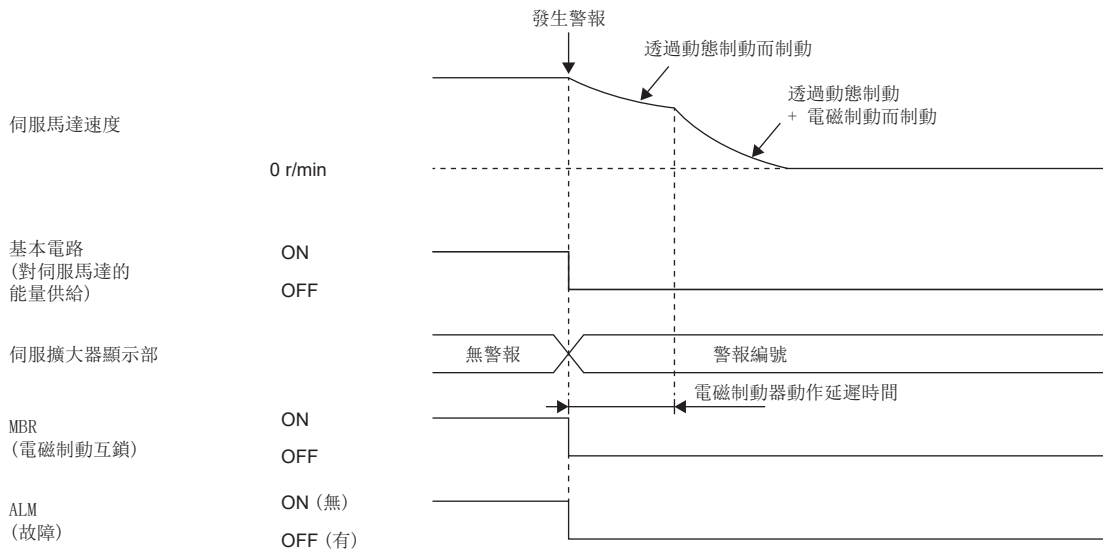 發生警報
透過動態制動而制動
透過動態制動
+ 電磁制動而制動
伺服馬達速度
0 r/min
基本電路
(對伺服馬達的
能量供給)
ON
OFF
伺服擴大器顯示部
無警報
警報編號
電磁制動器動作延遲時間
MBR
(電磁制動互鎖)
ON
OFF
ALM
(故障)
ON (無)
OFF (有)